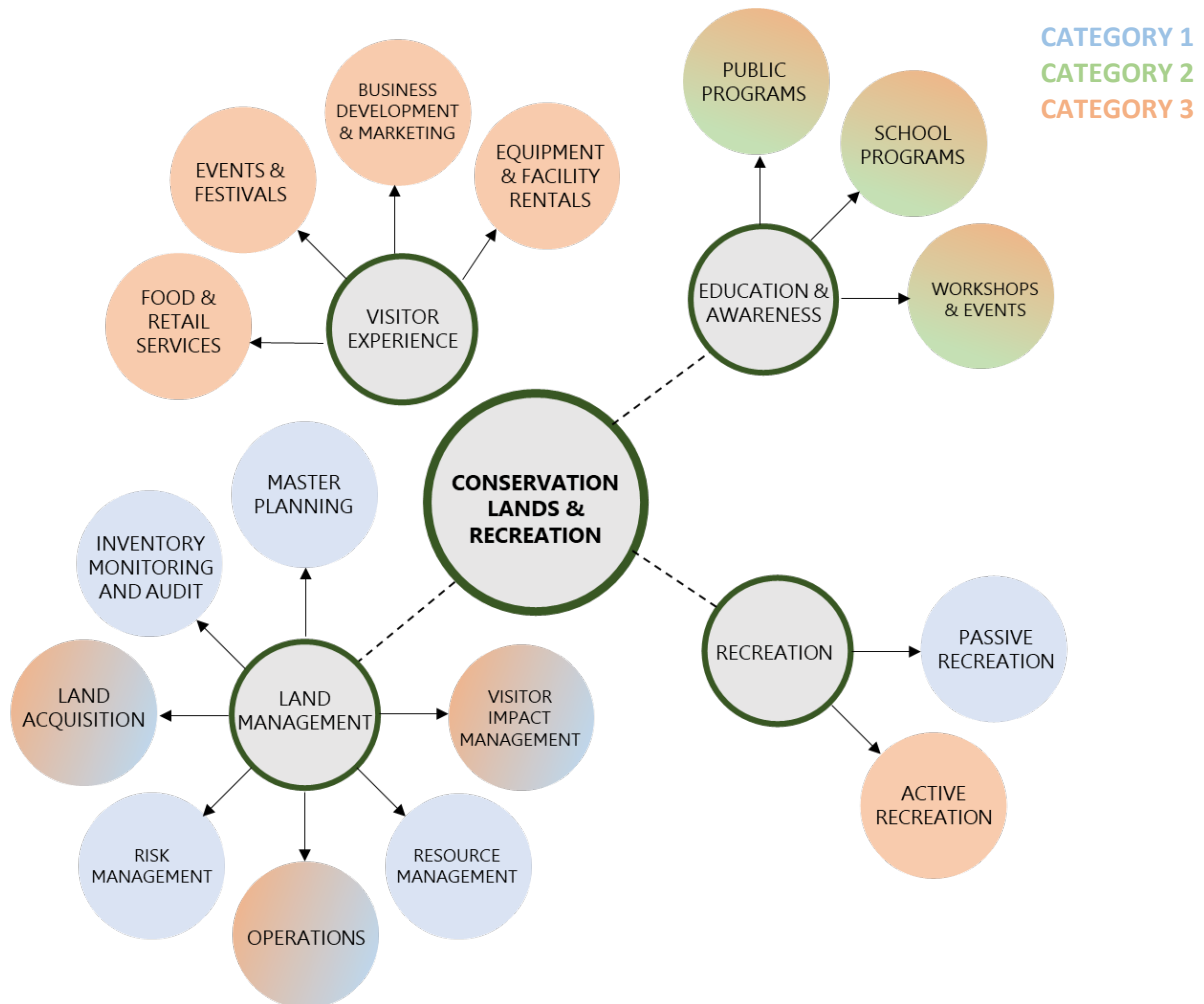 CATEGORY 1
CATEGORY 2
CATEGORY 3
PUBLIC
PROGRAMS
BUSINESS
DEVELOPMENT
& MARKETING
SCHOOL
PROGRAMS
EQUIPMENT
& FACILITY
RENTALS
EVENTS &
FESTIVALS
FOOD &
RETAIL
SERVICES
VISITOR
EXPERIENCE
EDUCATION &
AWARENESS
WORKSHOPS
& EVENTS
CONSERVATION
LANDS &
RECREATION
MASTER
PLANNING
INVENTORY
MONITORING
AND AUDIT
LAND
ACQUISITION
LAND
MANAGEMENT
VISITOR
IMPACT
MANAGEMENT
RISK
MANAGEMENT
OPERATIONS
RESOURCE
MANAGEMENT
RECREATION
PASSIVE
RECREATION
ACTIVE
RECREATION